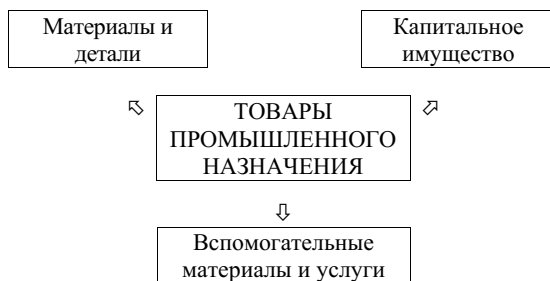 Материалы и
детали
Капитальное
имущество
ТОВАРЫ
ПРОМЫШЛЕННОГО
НАЗНАЧЕНИЯ
Вспомогательные
материалы и услуги